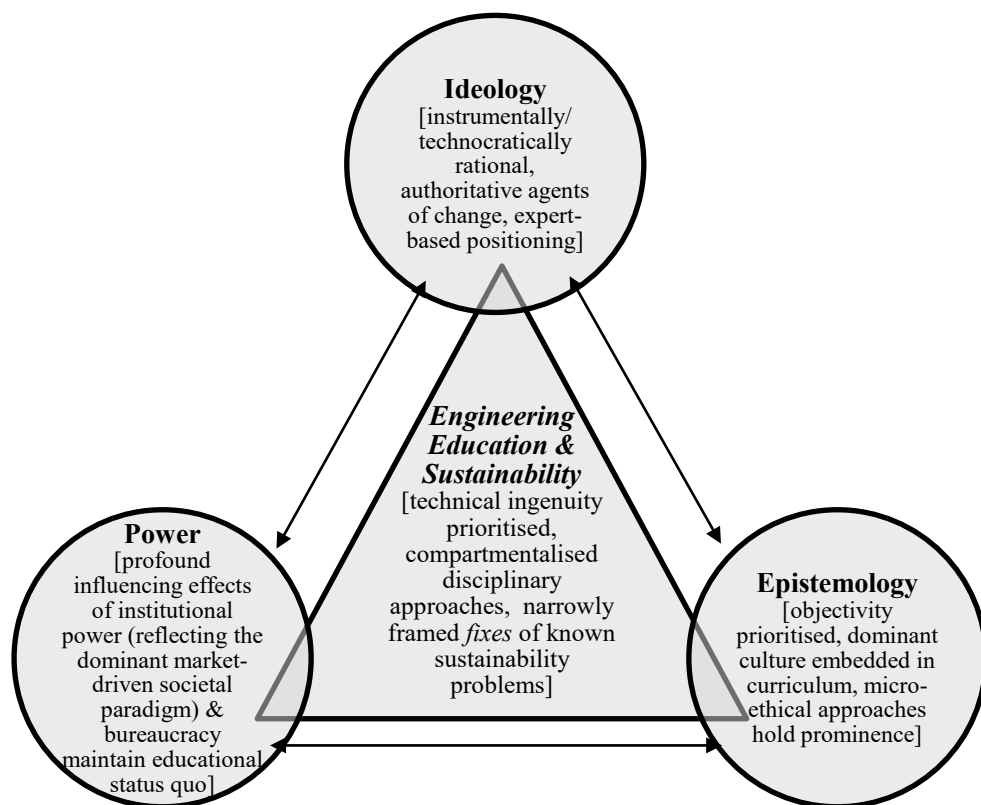 Ideology
[instrumentally/
technocratically
rational,
authoritative agents
of change, expert-
based positioning]
Engineering
Education &
Sustainability
[technical ingenuity
prioritised,
compartmentalised
disciplinary
approaches, narrowly
framed fixes of known
sustainability
problems]
Power
[profound
influencing effects
of institutional
power (reflecting the
dominant market-
driven societal
paradigm) &
bureaucracy
maintain educational
status quo]
Epistemology
[objectivity
prioritised, dominant
culture embedded in
curriculum, micro-
ethical approaches
hold prominence]